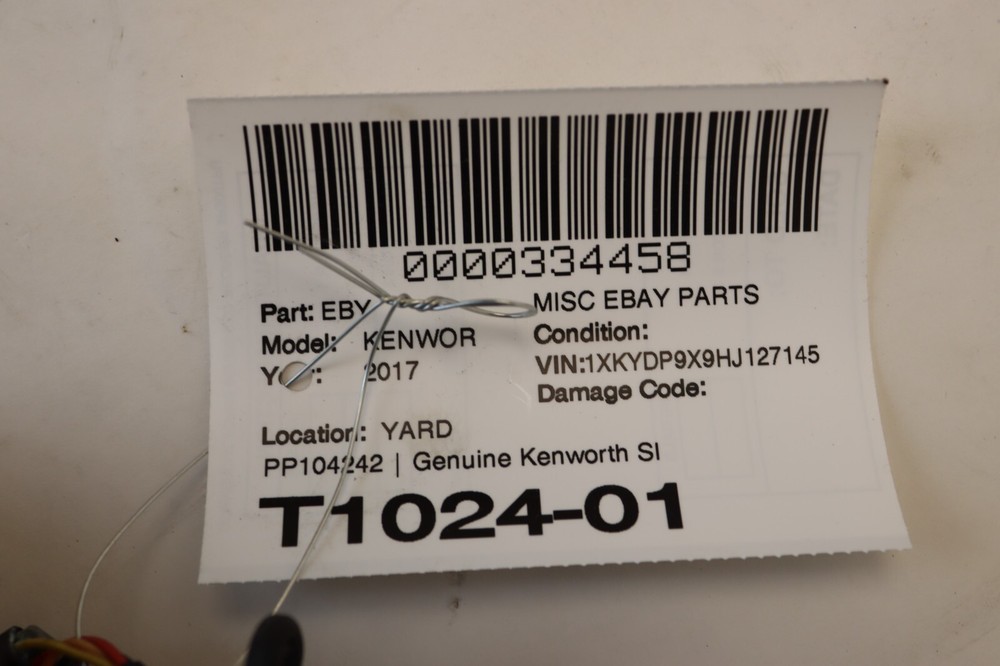 0000334458
Part: EBY MISC EBAY PARTS
Model: KENWOR Condition:
2017 VIN:1XKYDP9X9HJ127145
Damage Code:
Location: YARD
PP104242 | Genuine Kenworth SI
T1024-01